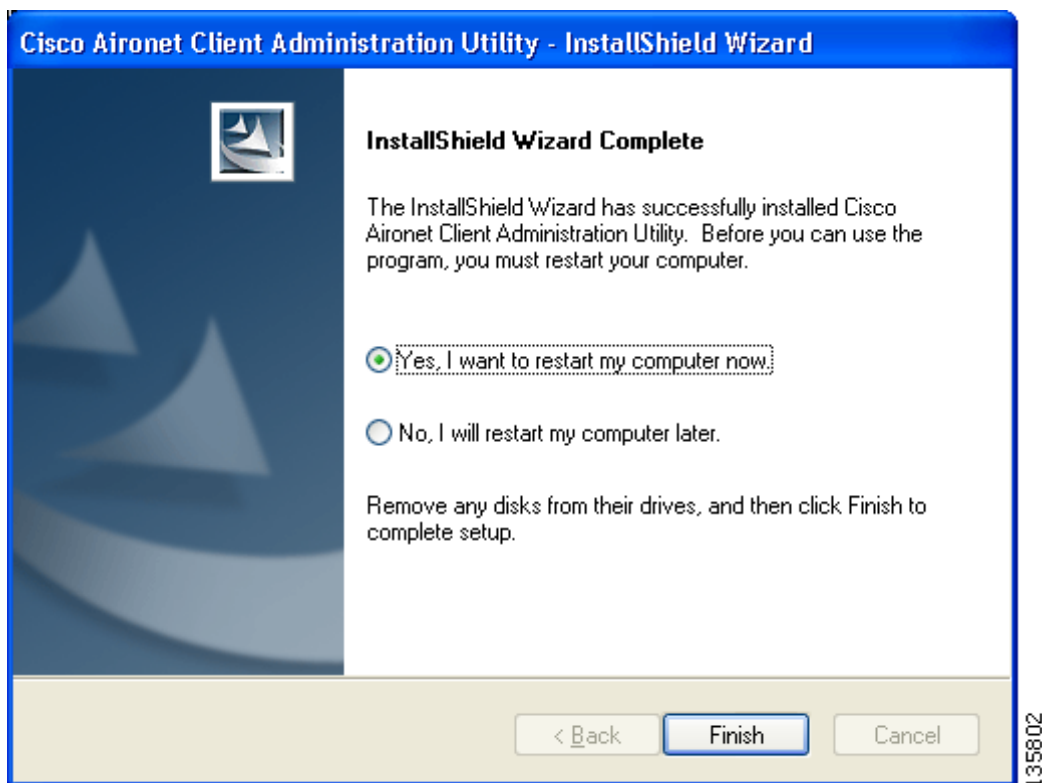 Cisco Aironet Client Administration Utility - InstallShield Wizard
InstallShield Wizard Complete
The InstallShield Wizard has successfully installed Cisco
Aironet Client Administration Utility. Before you can use the
program, you must restart your computer.
Yes, I want to restart my computer now.
No, I will restart my computer later.
Remove any disks from their drives, and then click Finish to
complete setup.
< Back
Finish
Cancel
135802